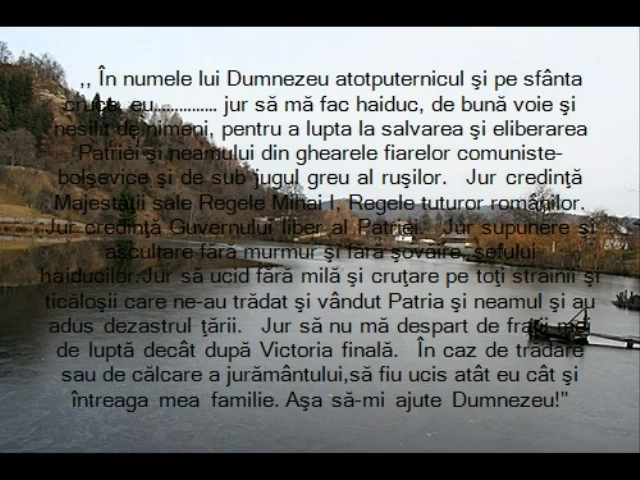 ,, În numele lui Dumnezeu atotputernicul şi pe sfânta
cruce, eu............... jur să mă fac haiduc, de bună voie şi
nesilit de nimeni, pentru a lupta la salvarea şi eliberarea
Patriei şi neamului din ghearele fiarelor comuniste-
bolşevice şi de sub jugul greu al ruşilor. Jur credinţă
Majestăţii sale Regele Mihai I, Regele tuturor românilor.
Jur credinţă Guvernului liber al Patriei. Jur supunere şi
ascultare fără murmur şi fără şovaire, şefului
haiducilor.Jur să ucid fără milă şi cruţare pe toţi străinii şi
ticăloşii care ne-au trădat şi vândut Patria şi neamul şi au
adus dezastrul ţării. Jur să nu mă despart de fraţii mei
de luptă decât după Victoria finală. În caz de trădare
sau de călcare a jurământului,să fiu ucis atât eu cât şi
întreaga mea familie. Aşa să-mi ajute Dumnezeu!"